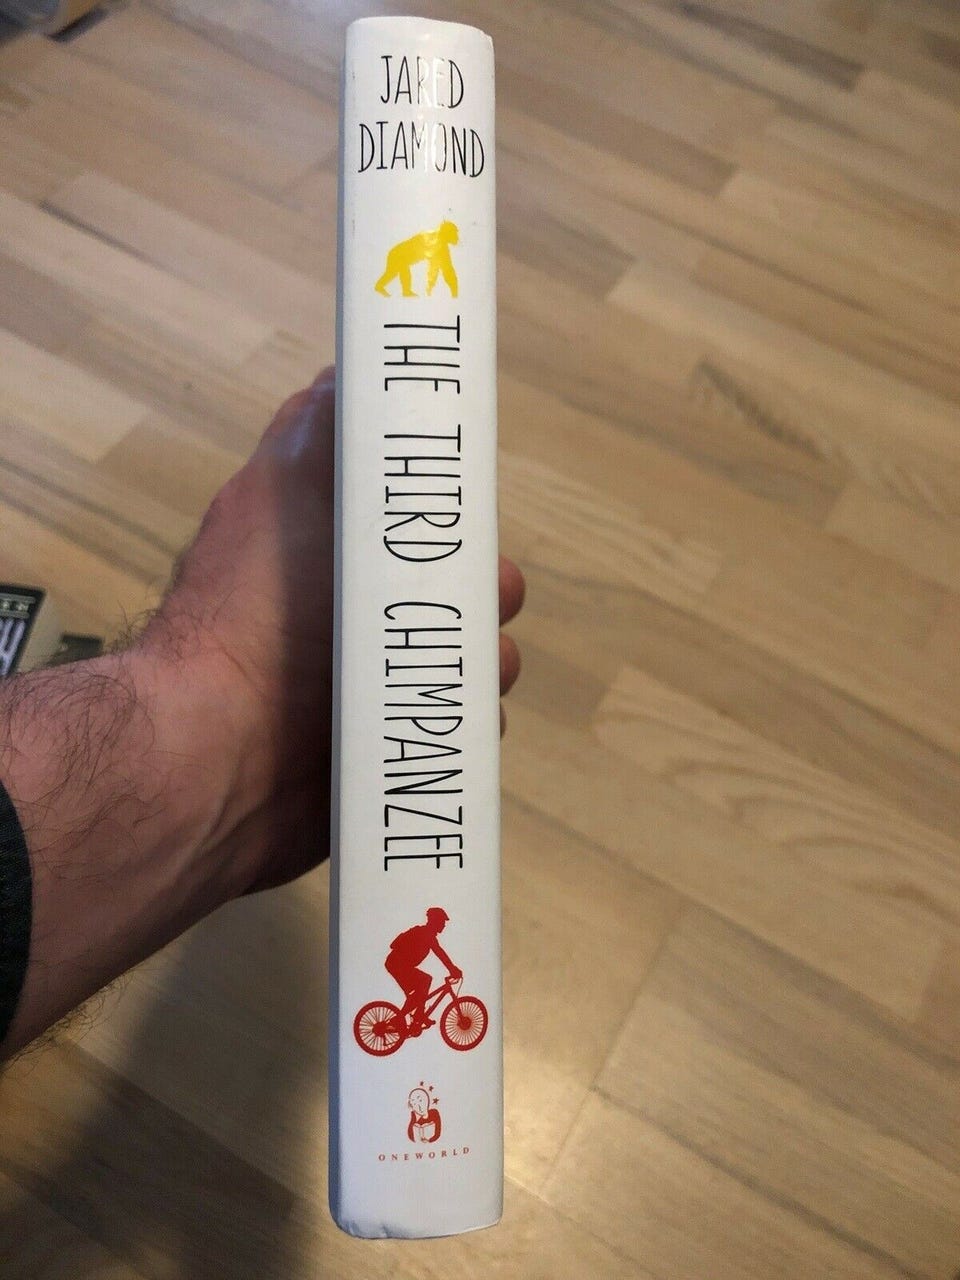 JARED
DIAMOND
THE THIRD CHIMPANZEE
ONEWORLD